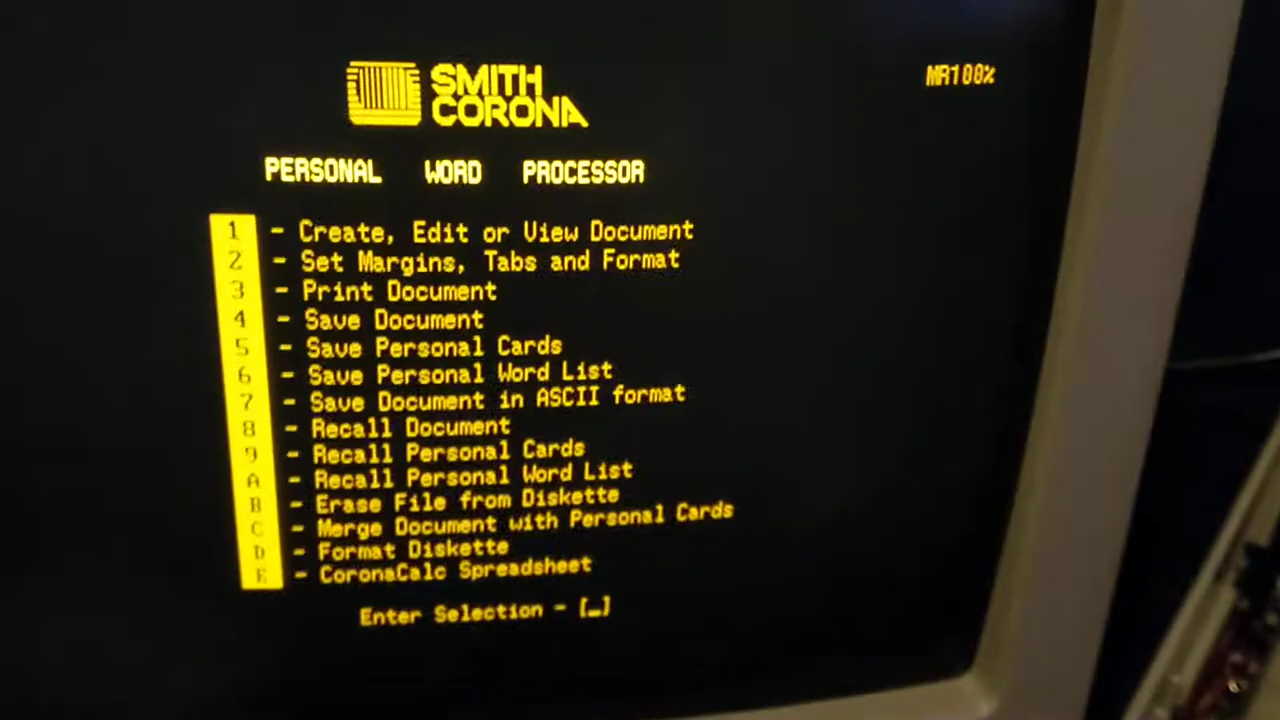 SMITH
CORONA
MR100%
PERSONAL WORD PROCESSOR
1 - Create, Edit or View Document
2 - Set Margins, Tabs and Format
3 - Print Document
4 - Save Document
5 - Save Personal Cards
6 - Save Personal Word List
7 - Save Document in ASCII format
8 - Recall Document
9 - Recall Personal Cards
A - Recall Personal Word List
B - Erase File from Diskette
C - Merge Document with Personal Cards
D - Format Diskette
E - CoronaCalc Spreadsheet
Enter Selection - [_]